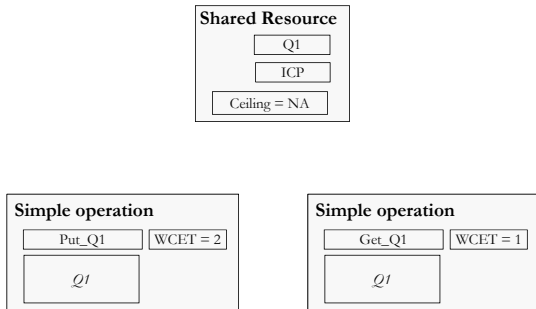 Shared Resource
Q1
ICP
Ceiling = NA
Simple operation
Put_Q1
WCET = 2
Q1
Simple operation
Get_Q1
WCET = 1
Q1